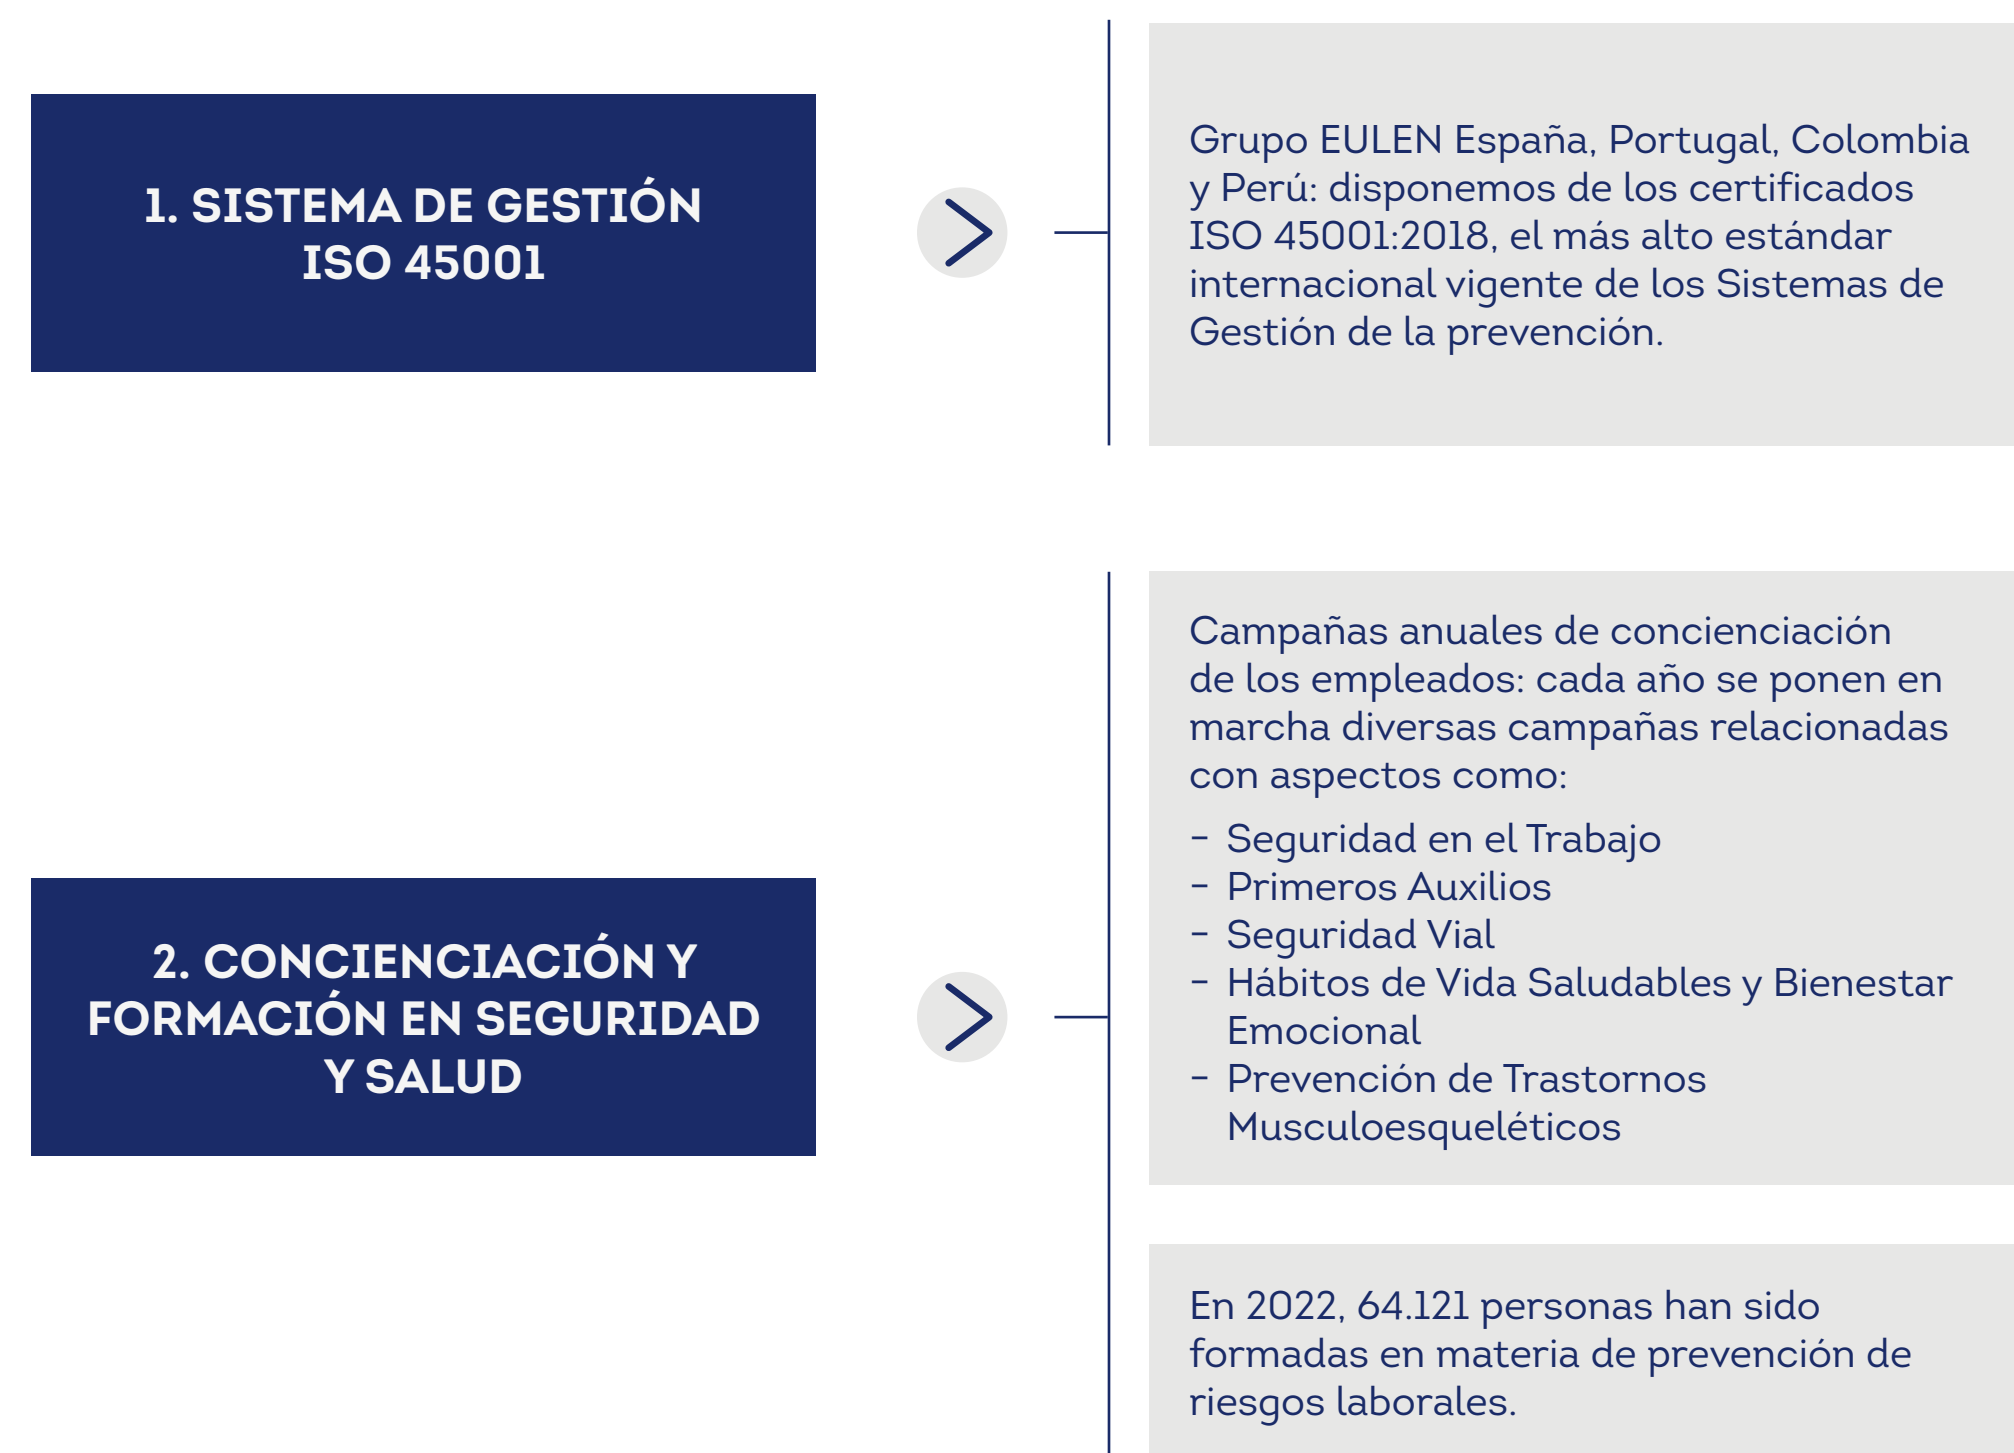 1. SISTEMA DE GESTIÓN
ISO 45001
Grupo EULEN España, Portugal, Colombia
y Perú: disponemos de los certificados
ISO 45001:2018, el más alto estándar
internacional vigente de los Sistemas de
Gestión de la prevención.
2. CONCIENCIACIÓN Y
FORMACIÓN EN SEGURIDAD
Y SALUD
Campañas anuales de concienciación
de los empleados: cada año se ponen en
marcha diversas campañas relacionadas
con aspectos como:
- Seguridad en el Trabajo
- Primeros Auxilios
- Seguridad Vial
- Hábitos de Vida Saludables y Bienestar
Emocional
- Prevención de Trastornos
Musculoesqueléticos
En 2022, 64.121 personas han sido
formadas en materia de prevención de
riesgos laborales.